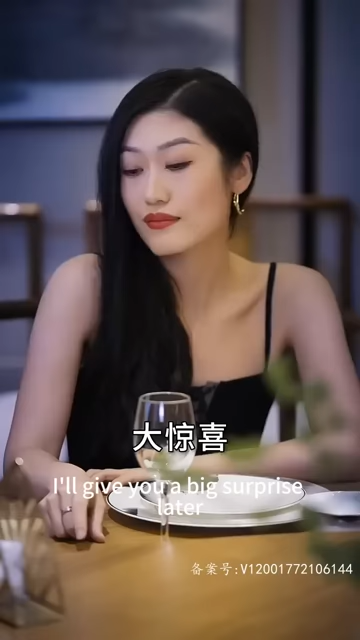 大惊喜
I'll give you a big surprise
later
备案号:V12001772106144